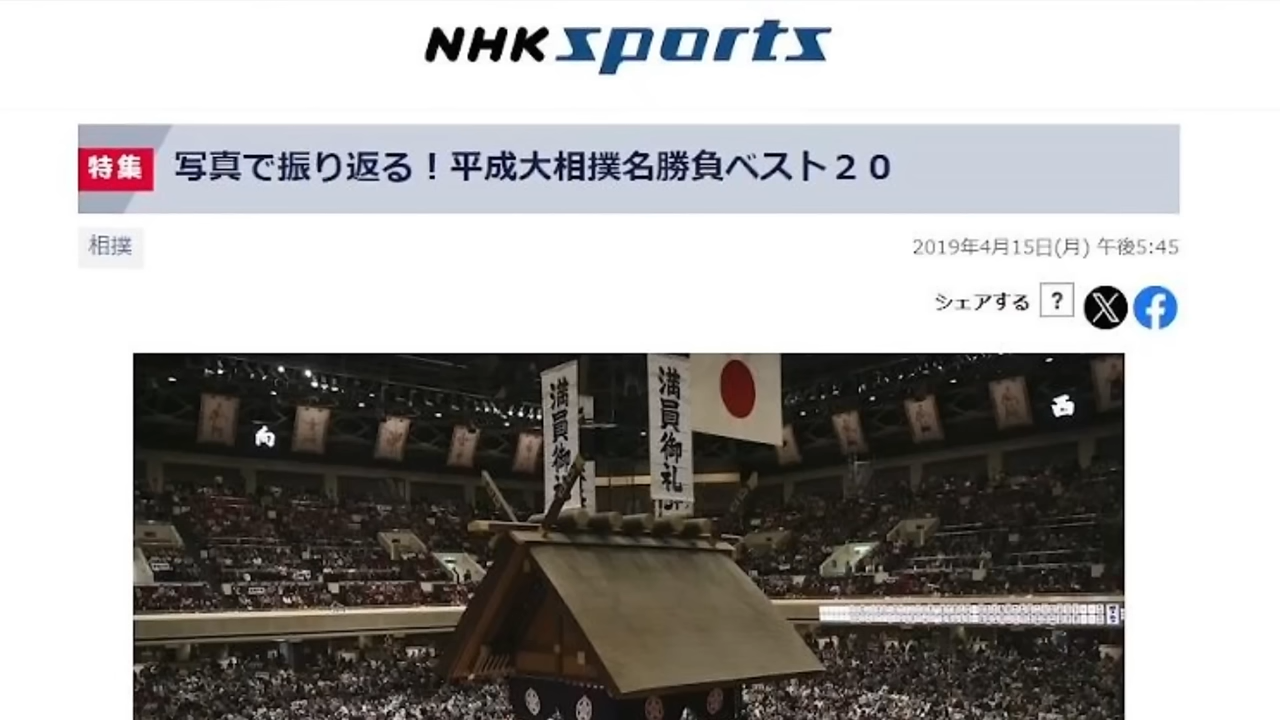 NHK sports
特集 写真で振り返る！平成大相撲名勝負ベスト２０
相撲
2019年4月15日(月) 午後5:45
シェアする ?
満員御礼
満員御礼
向
西